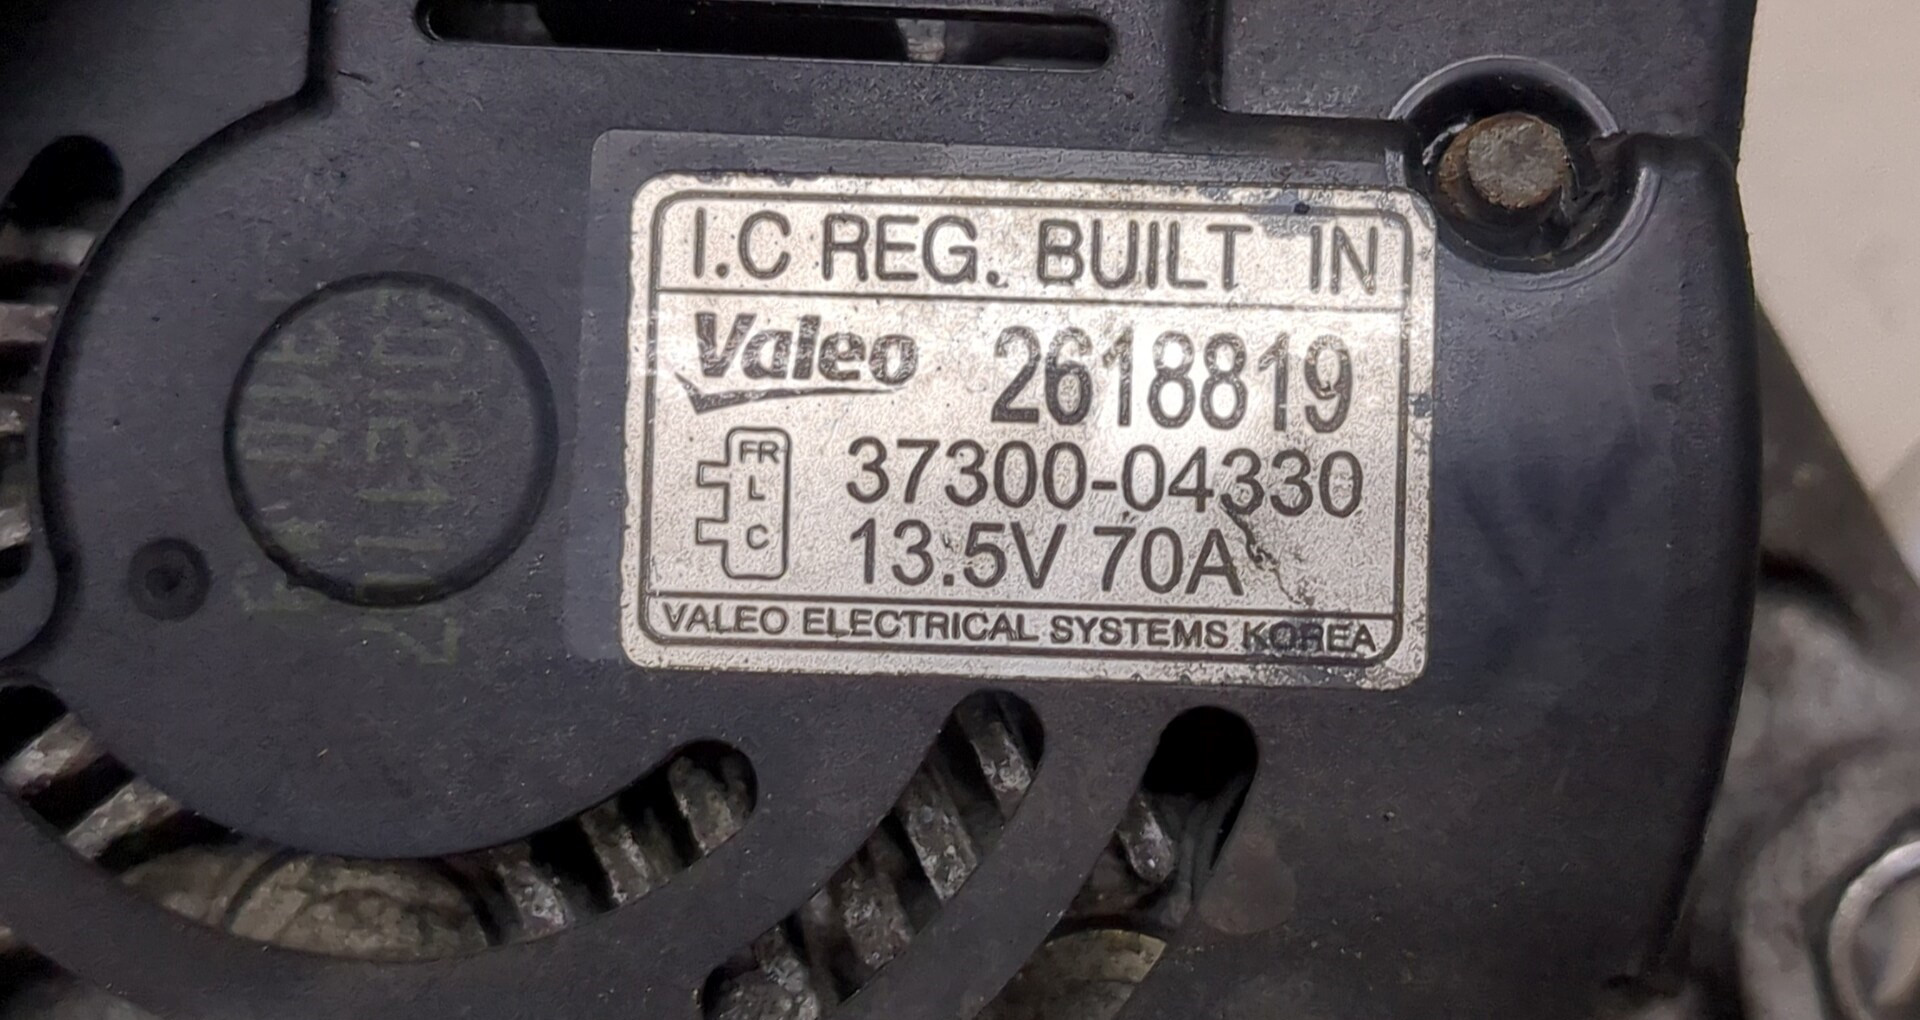 I.C REG. BUILT IN
Valeo 2618819
FR
L
C
37300-04330
13.5V 70A
VALEO ELECTRICAL SYSTEMS KOREA